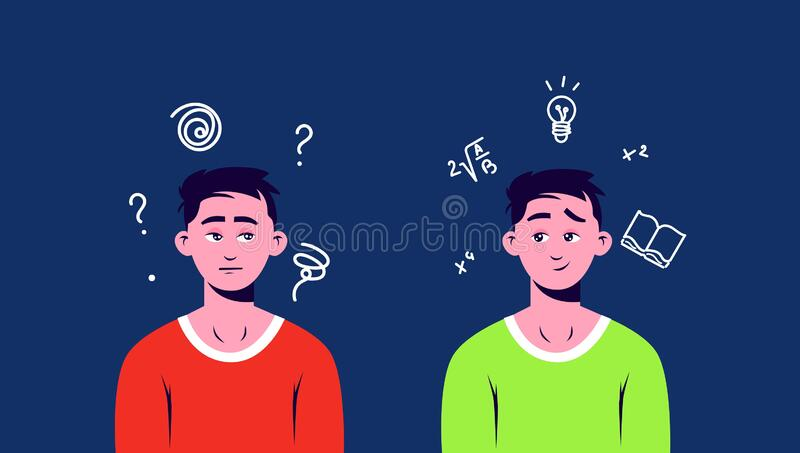 ?
?
2√A/B
x2
x4
dreamstime